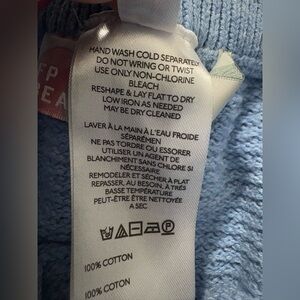 HAND WASH COLD SEPARATELY
DO NOT WRING OR TWIST
USE ONLY NON-CHLORINE
BLEACH
RESHAPE & LAY FLAT TO DRY
LOW IRON AS NEEDED
MAY BE DRY CLEANED
LAVER À LA MAIN À L'EAU FROIDE
SÉPARÉMEN
NE PAS TORDRE OU ESSORER
UTILISER UN AGENT DE
BLANCHIMENT SANS CHLORE SI
NÉCESSAIRE
REMODELER ET SÉCHER À PLAT
REPASSER, AU BESOIN, À TRÈS
BASSE TEMPÉRATURE
PEUT-ÊTRE ÊTRE NETTOYÉE
A SEC
100% COTTON
100% COTON